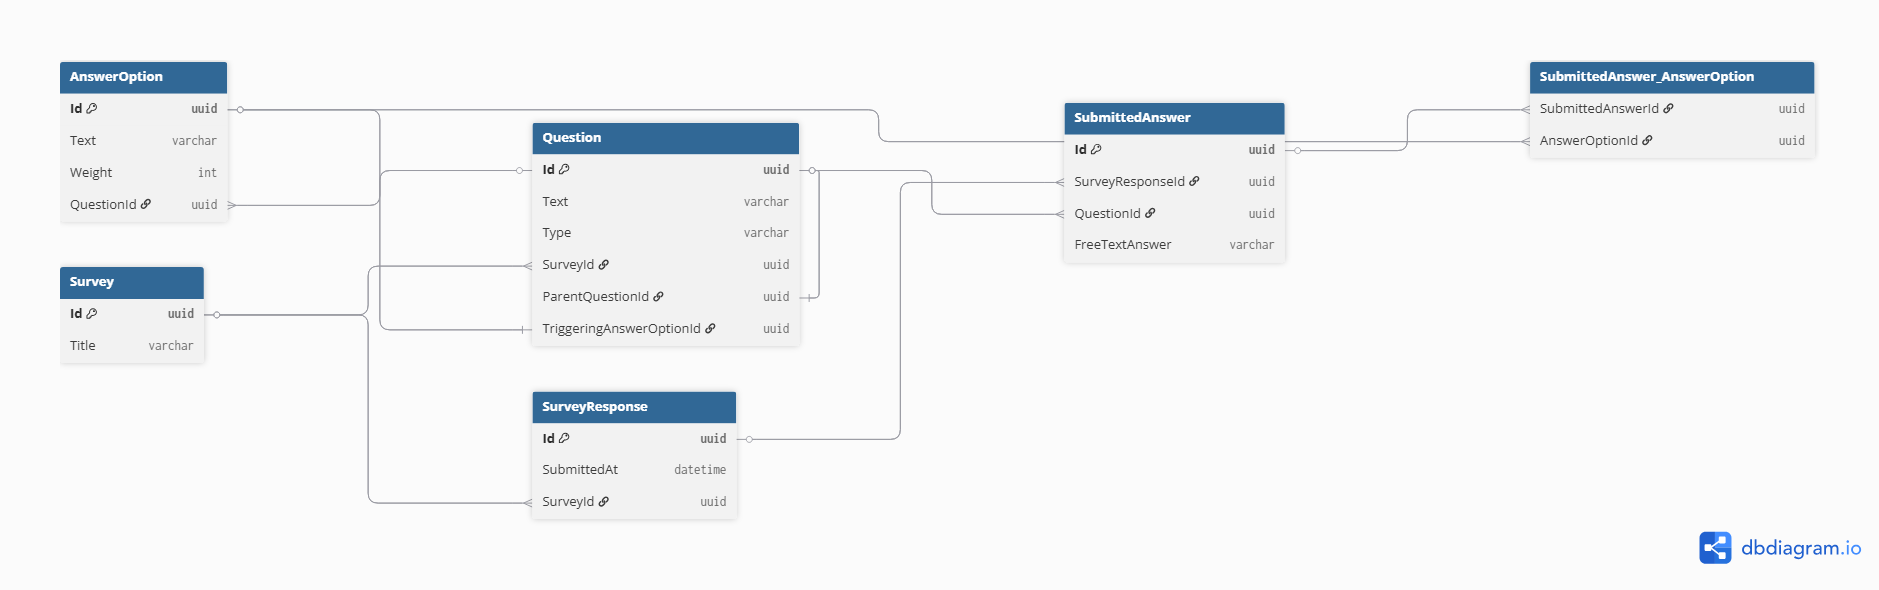 AnswerOption
Id uuid
Text varchar
Weight int
QuestionId uuid
Survey
Id uuid
Title varchar
Question
Id uuid
Text varchar
Type varchar
SurveyId uuid
ParentQuestionId uuid
TriggeringAnswerOptionId uuid
SurveyResponse
Id uuid
SubmittedAt datetime
SurveyId uuid
SubmittedAnswer
Id uuid
SurveyResponseId uuid
QuestionId uuid
FreeTextAnswer varchar
SubmittedAnswer_AnswerOption
SubmittedAnswerId uuid
AnswerOptionId uuid
dbdiagram.io